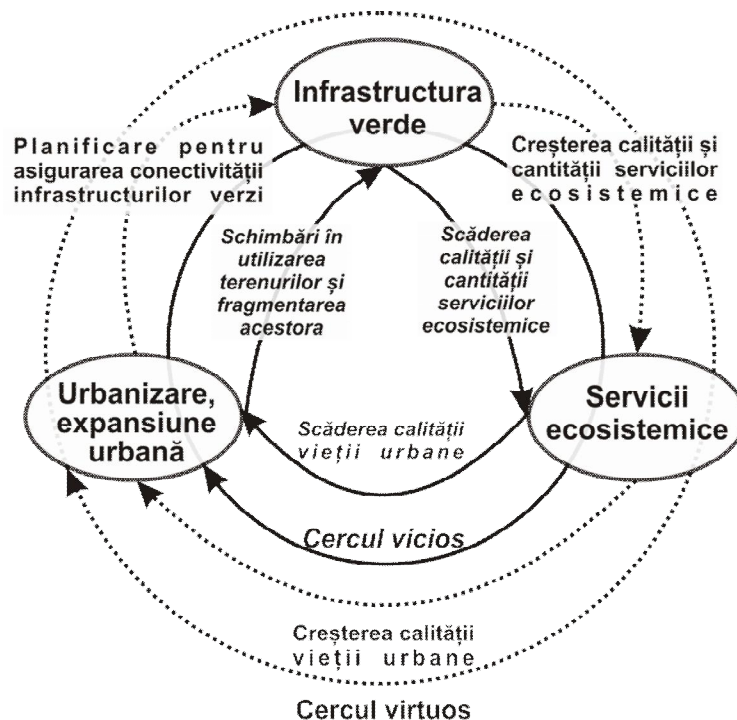 Infrastructura
verde
Planificare pentru
asigurarea conectivității
infrastructurilor verzi
Creșterea calității și
cantității serviciilor
ecosistemice
Schimbări în
utilizarea
terenurilor și
fragmentarea
acestora
Scăderea
calității și
cantității
serviciilor
ecosistemice
Urbanizare,
expansiune
urbană
Servicii
ecosistemice
Scăderea calității
vieții urbane
Cercul vicios
Creșterea calității
vieții urbane
Cercul virtuos